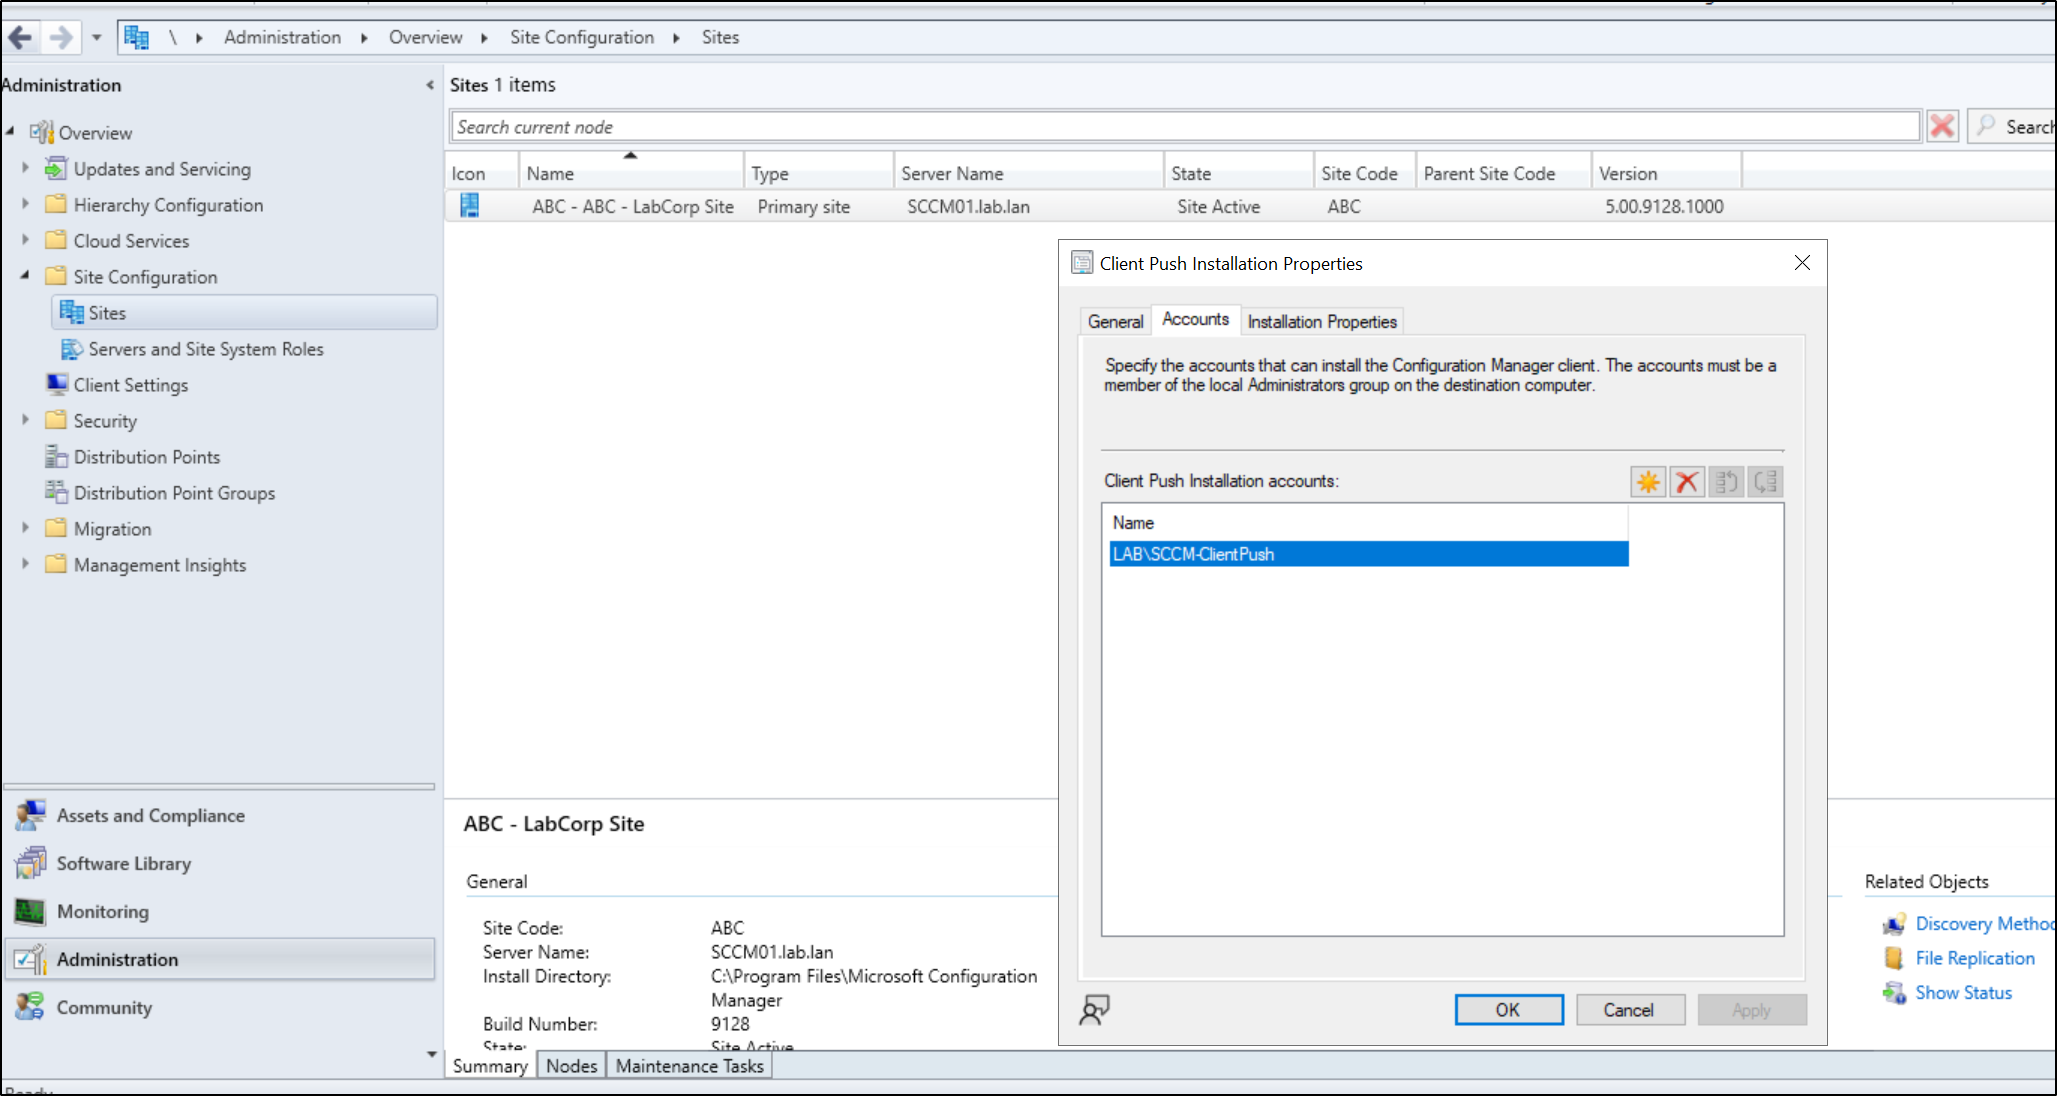 \ Administration Overview Site Configuration Sites
Administration
Overview
Updates and Servicing
Hierarchy Configuration
Cloud Services
Site Configuration
Sites
Servers and Site System Roles
Client Settings
Security
Distribution Points
Distribution Point Groups
Migration
Management Insights
Assets and Compliance
Software Library
Monitoring
Administration
Community
Sites 1 items
Search current node
Search
Icon Name Type Server Name State Site Code Parent Site Code Version
ABC - ABC - LabCorp Site Primary site SCCM01.lab.lan Site Active ABC 5.00.9128.1000
Client Push Installation Properties
General Accounts Installation Properties
Specify the accounts that can install the Configuration Manager client. The accounts must be a
member of the local Administrators group on the destination computer.
Client Push Installation accounts:
Name
LAB\SCCM-ClientPush
OK Cancel Apply
ABC - LabCorp Site
General
Site Code: ABC
Server Name: SCCM01.lab.lan
Install Directory: C:\Program Files\Microsoft Configuration
Manager
Build Number: 9128
State: Site Active
Related Objects
Discovery Methoc
File Replication
Show Status
Summary Nodes Maintenance Tasks
Ready